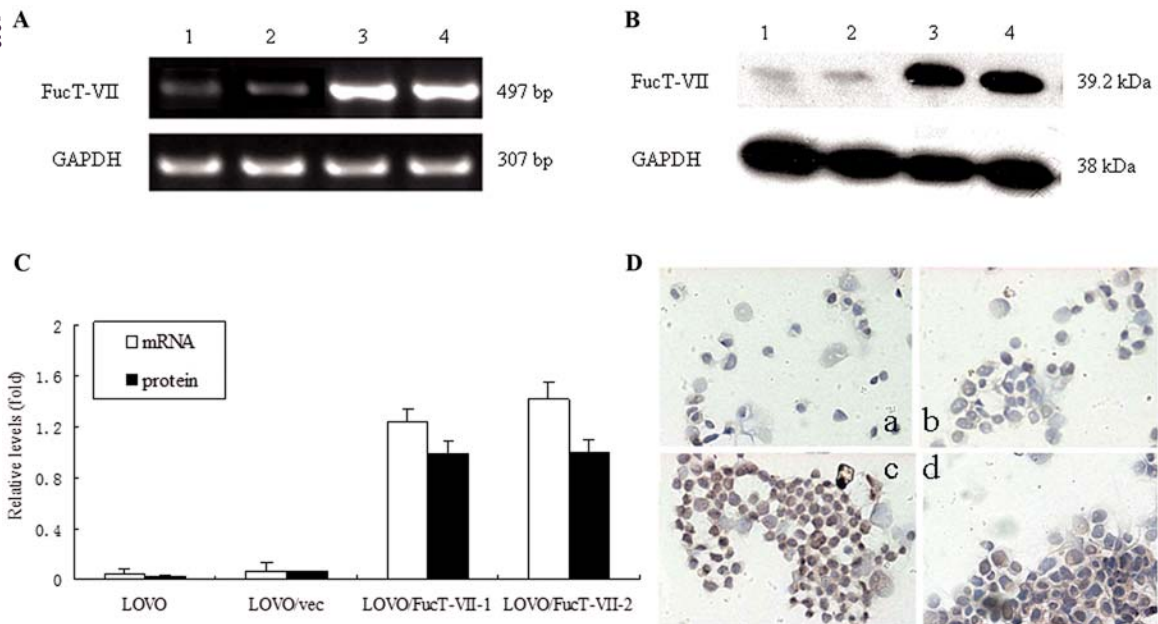 A
1 2 3 4
FucT-VII 497 bp
GAPDH 307 bp
B
1 2 3 4
FucT-VII 39.2 kDa
GAPDH 38 kDa
C
Relative levels (fold)
2
1.6
1.2
0.8
0.4
0
mRNA
protein
LOVO LOVO/vec LOVO/FucT-VII-1 LOVO/FucT-VII-2
D
a b
c d